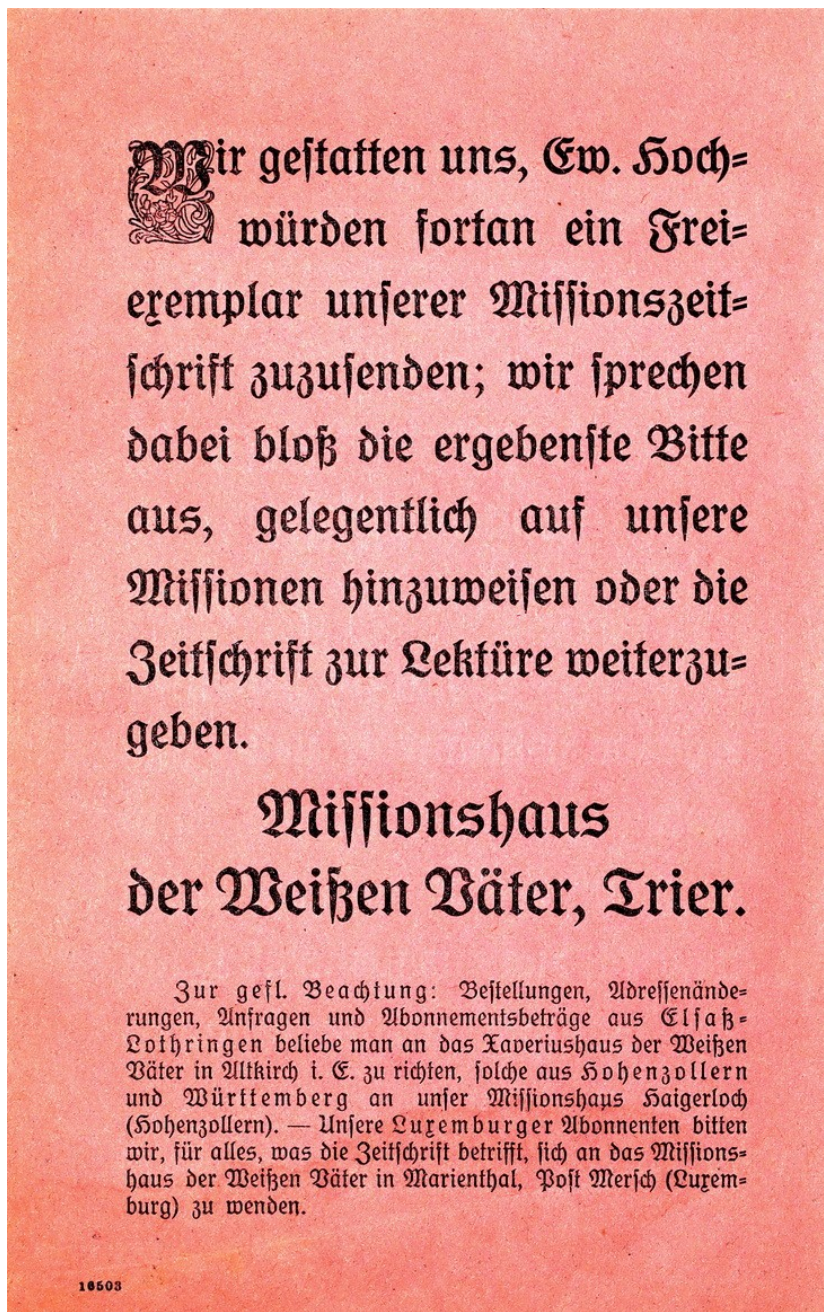 Wir gestatten uns, Ew. Hoch=
würden fortan ein Frei=
exemplar unserer Missionszeit=
schrift zuzusenden; wir sprechen
dabei bloß die ergebenste Bitte
aus, gelegentlich auf unsere
Missionen hinzuweisen oder die
Zeitschrift zur Lektüre weiterzu=
geben.
Missionshaus
der Weißen Väter, Trier.
Zur gefl. Beachtung: Bestellungen, Adressenände=
rungen, Anfragen und Abonnementsbeträge aus Elsaß=
Lothringen beliebe man an das Xaveriushaus der Weißen
Väter in Altkirch i. E. zu richten, solche aus Hohenzollern
und Württemberg an unser Missionshaus Haigerloch
(Hohenzollern). — Unsere Luxemburger Abonnenten bitten
wir, für alles, was die Zeitschrift betrifft, sich an das Missions=
haus der Weißen Väter in Marienthal, Post Mersch (Luxem=
burg) zu wenden.
16503